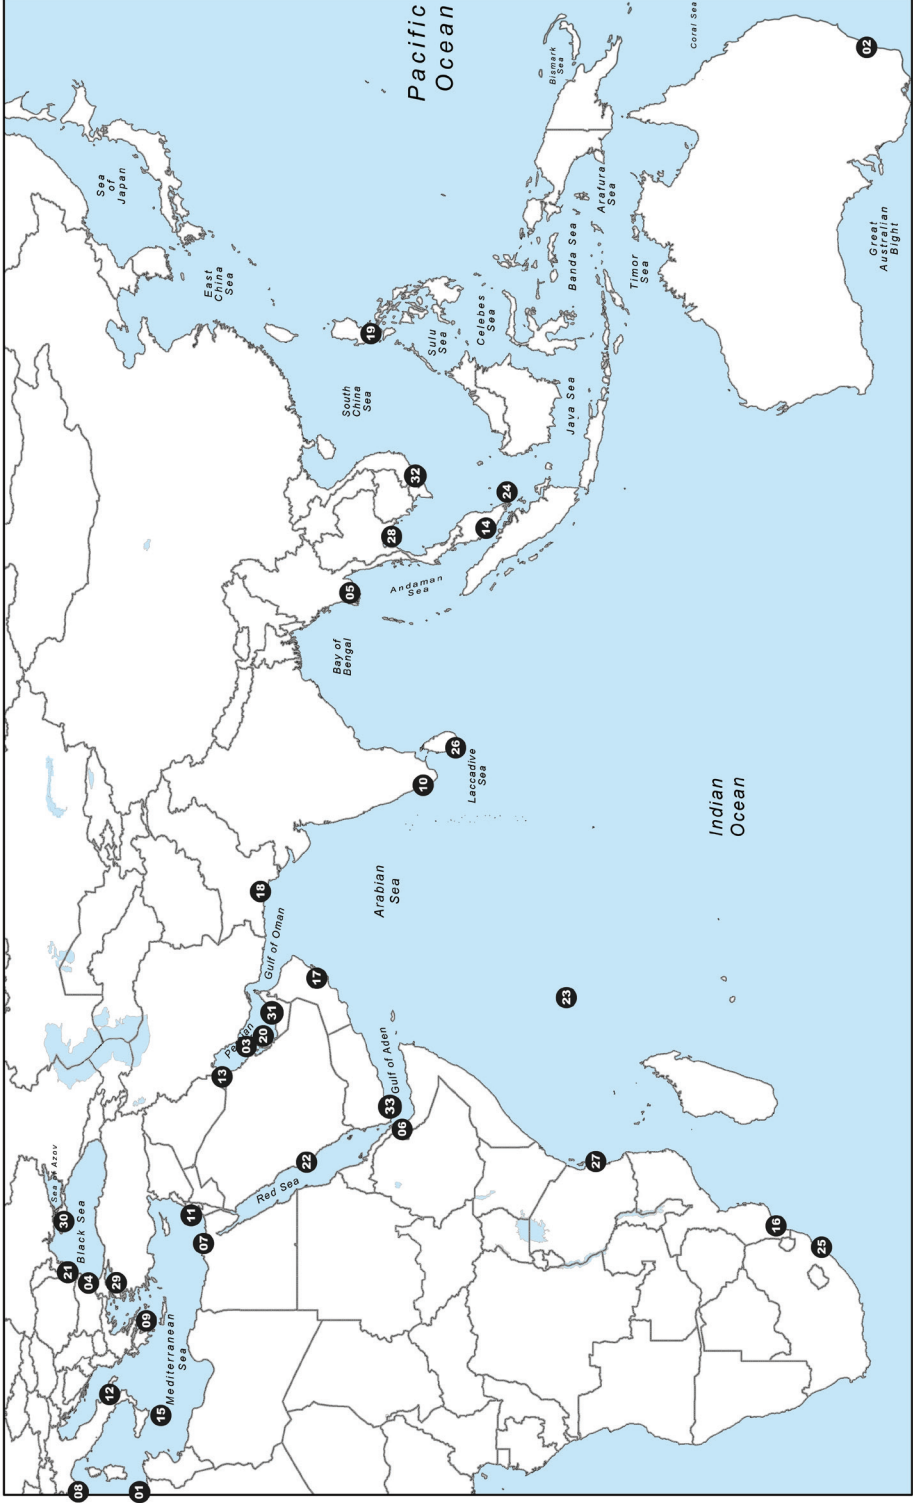 Sea of Azov
30
21
08
Black Sea
04
Sea
of
Japan
12
29
01
09
15
Mediterranean
Sea
11
07
East
China
Sea
13
Persian
03
18
20
31
Gulf of Oman
Red Sea
22
17
Bay of
Bengal
05
South
China
Sea
19
Arabian
Sea
33
Gulf of Aden
06
28
Andaman
Sea
32
10
Pacific
Ocean
Sulu
Sea
26
Laccadive
Sea
Celebes
Sea
14
24
Bismark
Sea
23
Banda Sea
Java Sea
27
Arafura
Sea
Timor
Sea
Coral Sea
Indian
Ocean
16
25
02
Great
Australian
Bight